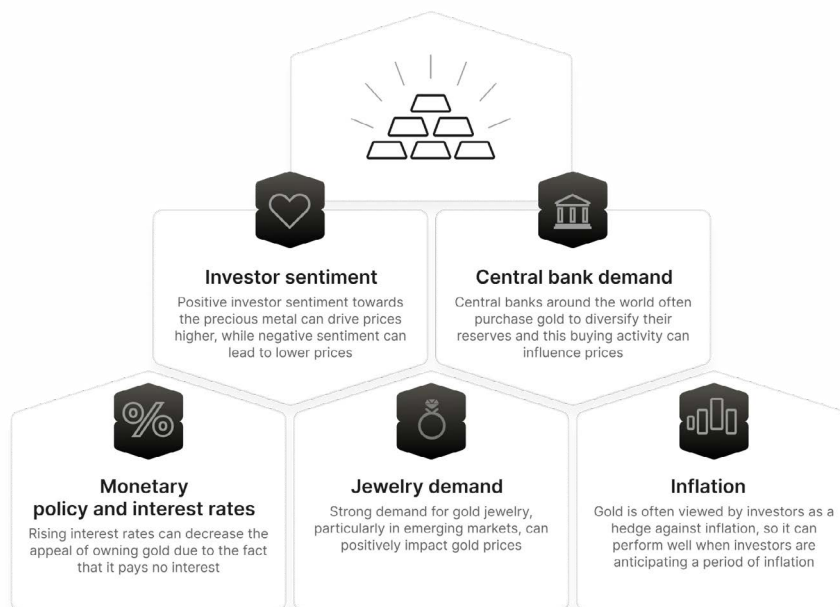 Investor sentiment
Positive investor sentiment towards
the precious metal can drive prices
higher, while negative sentiment can
lead to lower prices
Central bank demand
Central banks around the world often
purchase gold to diversify their
reserves and this buying activity can
influence prices
Monetary
policy and interest rates
Rising interest rates can decrease the
appeal of owning gold due to the fact
that it pays no interest
Jewelry demand
Strong demand for gold jewelry,
particularly in emerging markets, can
positively impact gold prices
Inflation
Gold is often viewed by investors as a
hedge against inflation, so it can
perform well when investors are
anticipating a period of inflation